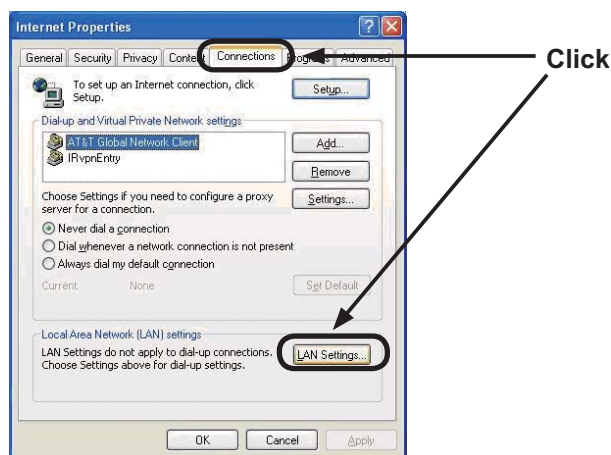 Internet Properties
General Security Privacy Content Connections Programs Advanced
Click
To set up an Internet connection, click
Setup.
Setup...
Dial-up and Virtual Private Network settings
AT&T Global Network Client
IRvpnEntry
Add...
Remove
Choose Settings if you need to configure a proxy
server for a connection.
Settings...
Never dial a connection
Dial whenever a network connection is not present
Always dial my default connection
Current None
Set Default
Local Area Network (LAN) settings
LAN Settings do not apply to dial-up connections.
Choose Settings above for dial-up settings.
LAN Settings...
OK Cancel Apply